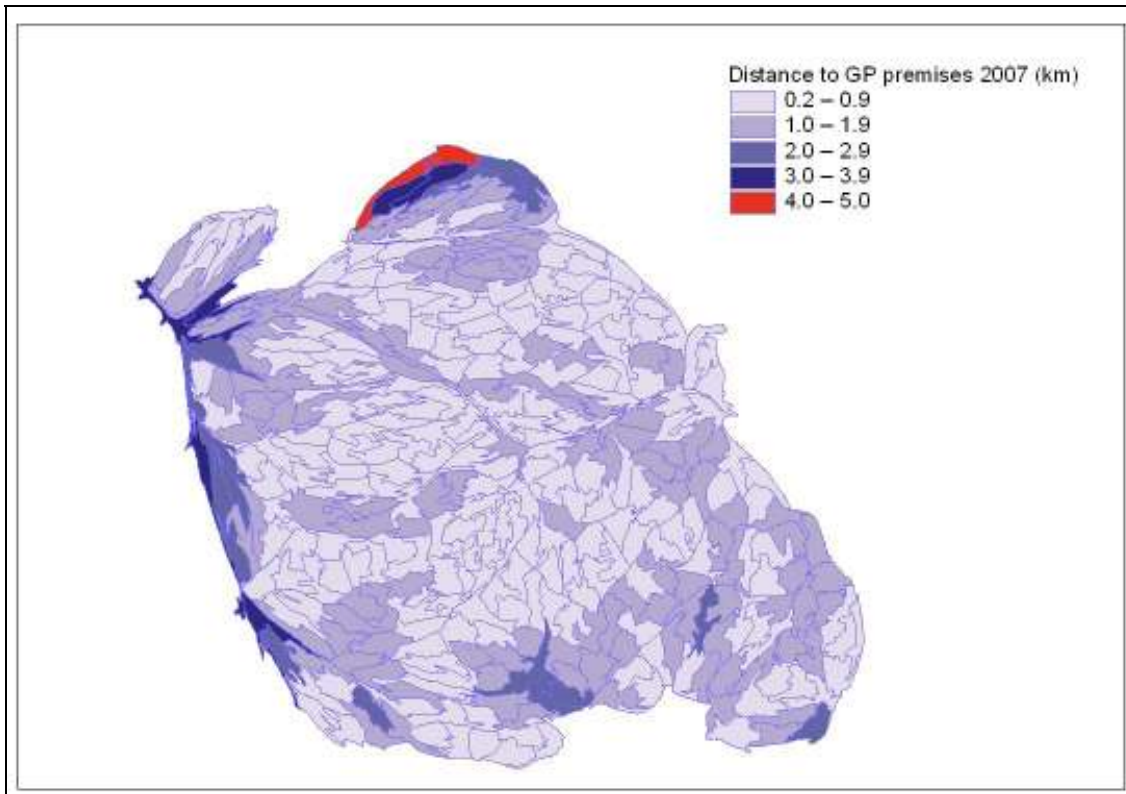 Distance to GP premises 2007 (km)
0.2 – 0.9
1.0 – 1.9
2.0 – 2.9
3.0 – 3.9
4.0 – 5.0